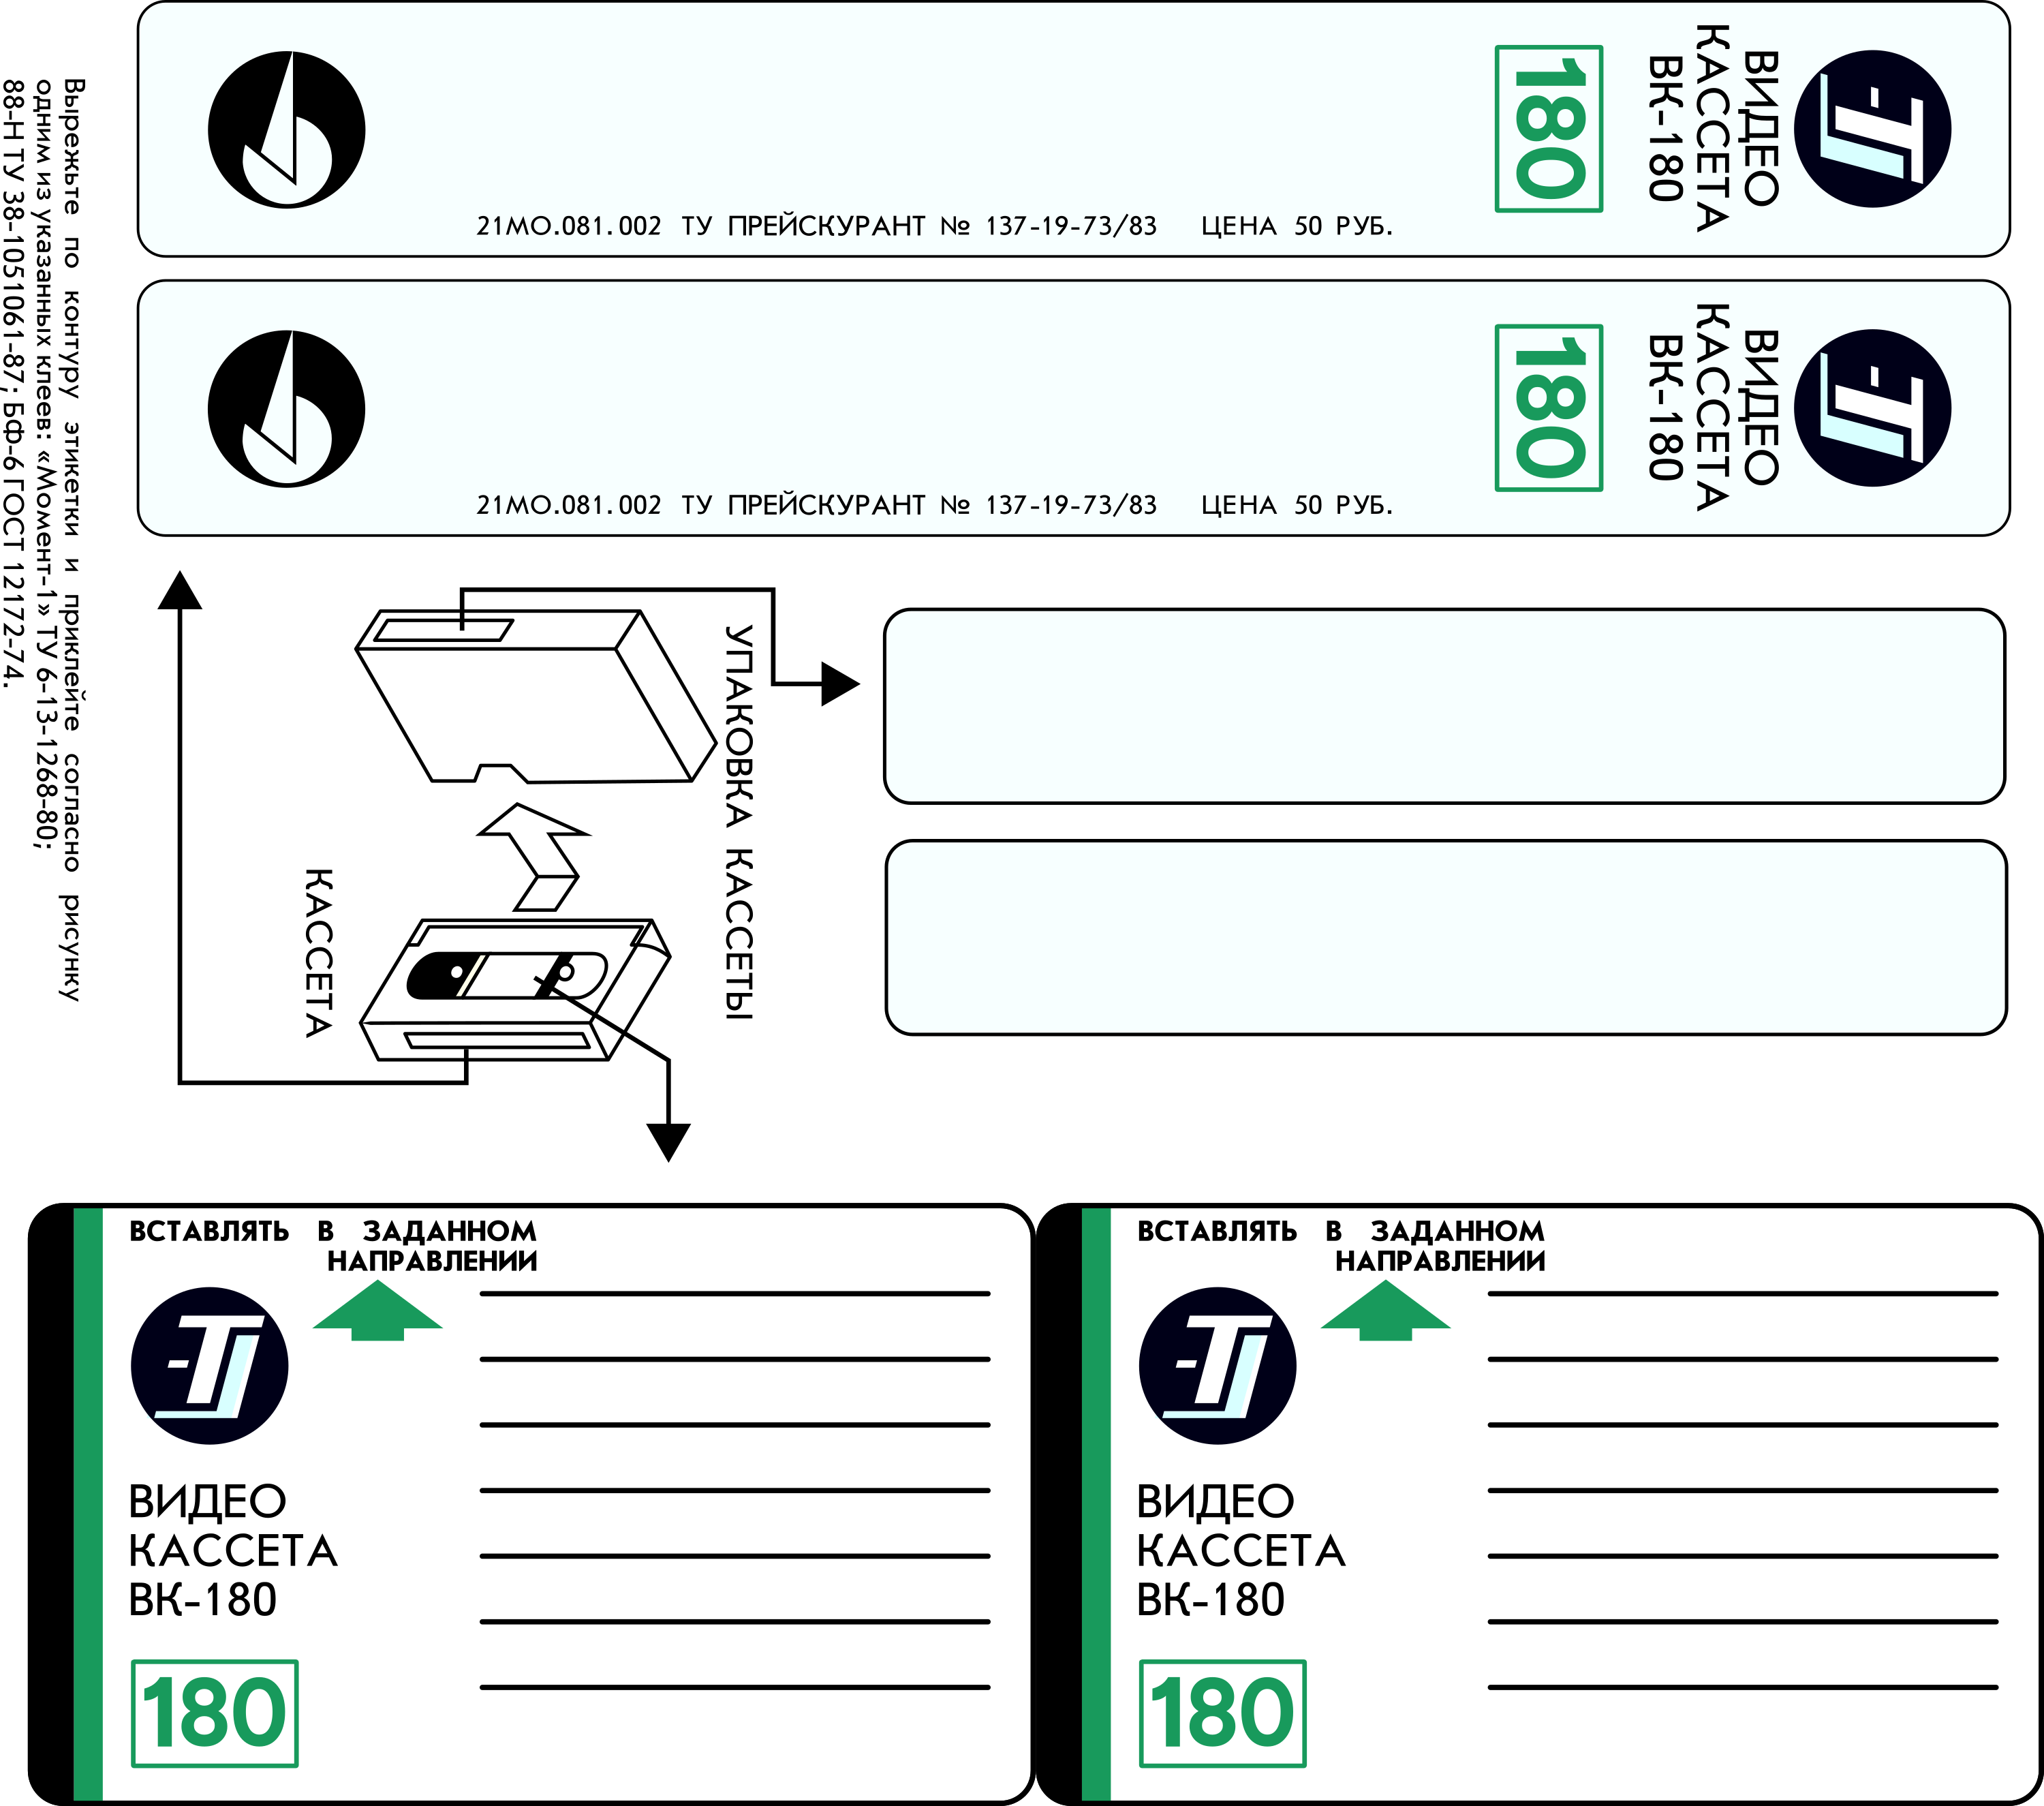 ВИДЕО
КАССЕТА
ВК-180
180
21МО.081.002 ТУ ПРЕЙСКУРАНТ № 137-19-73/83 ЦЕНА 50 РУБ.
ВИДЕО
КАССЕТА
ВК-180
180
21МО.081.002 ТУ ПРЕЙСКУРАНТ № 137-19-73/83 ЦЕНА 50 РУБ.
Вырежьте по контуру этикетки и приклейте согласно рисунку
одним из указанных клеев: «Момент-1» ТУ 6-13-1268-80;
88-Н ТУ 38-1051061-87; Бф-6 ГОСТ 12172-74.
УПАКОВКА КАССЕТЫ
КАССЕТА
ВСТАВЛЯТЬ В ЗАДАННОМ
НАПРАВЛЕНИИ
ВИДЕО
КАССЕТА
ВК-180
180
ВСТАВЛЯТЬ В ЗАДАННОМ
НАПРАВЛЕНИИ
ВИДЕО
КАССЕТА
ВК-180
180